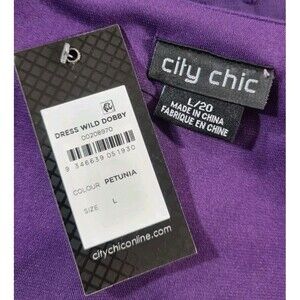 DRESS WILD DOBBY
00208970
9 346639 051930
COLOUR PETUNIA
SIZE L
citychiconline.com
city chic
L/20
MADE IN CHINA
FABRIQUE EN CHINE